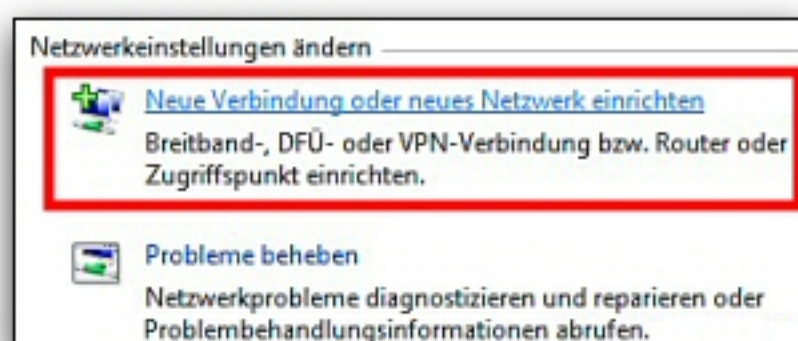 Netzwerkeinstellungen ändern
Neue Verbindung oder neues Netzwerk einrichten
Breitband-, DFÜ- oder VPN-Verbindung bzw. Router oder
Zugriffspunkt einrichten.
Probleme beheben
Netzwerkprobleme diagnostizieren und reparieren oder
Problembehandlungsinformationen abrufen.